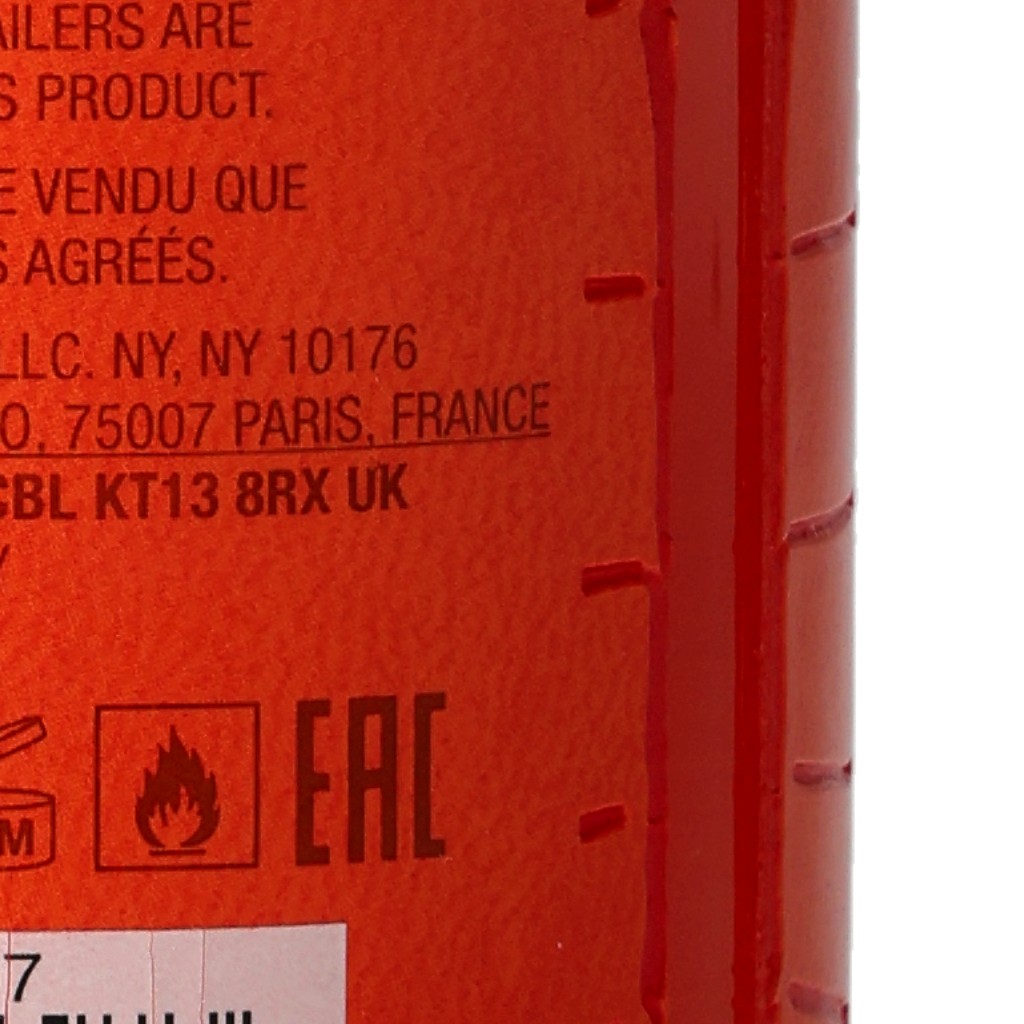 AILERS ARE
S PRODUCT.
E VENDU QUE
S AGRÉÉS.
LLC. NY, NY 10176
O, 75007 PARIS, FRANCE
CBL KT13 8RX UK
M
EAC
7